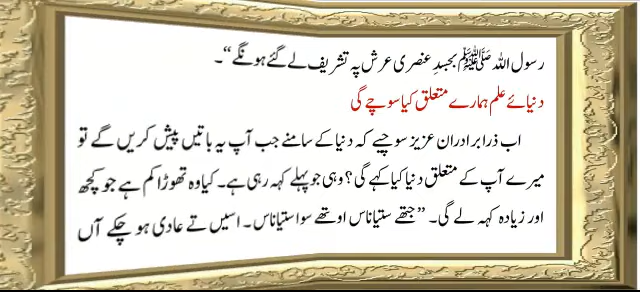 رسول اللہ ﷺ بجسدِ عنصری عرش پہ تشریف لے گئے ہونگے“۔
دنیائے علم ہمارے متعلق کیا سوچے گی
اب ذرا برادران عزیز سوچیے کہ دنیا کے سامنے جب آپ یہ باتیں پیش کریں گے تو
میرے آپ کے متعلق دنیا کیا کہے گی؟ وہی جو پہلے کہہ رہی ہے۔ کیا وہ تھوڑا کم ہے جو کچھ
اور زیادہ کہہ لے گی۔ ”جتھے ستیاناس اوتھے سوا ستیاناس۔ اسیں تے عادی ہو چکے آں